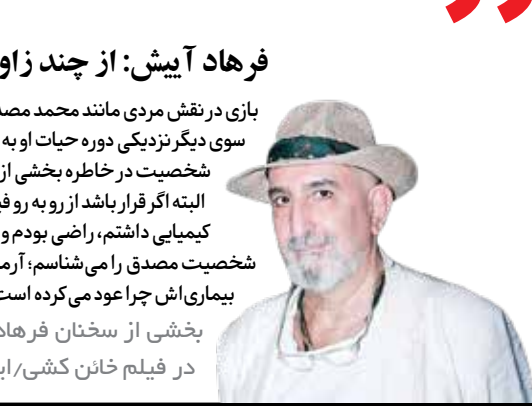 فرهاد آییش: از چند زاو
بازی در نقش مردی مانند محمد مصد
سوی دیگر نزدیکی دوره حیات او به
شخصیت در خاطره بخشی از
البته اگر قرار باشد از رو به رو فی
کیمیایی داشتم، راضی بودم و
شخصیت مصدق را می‌شناسم؛ آرم
بیماری‌اش چرا عود می‌کرده است
بخشی از سخنان فرهاد
در فیلم خائن کشی/ای